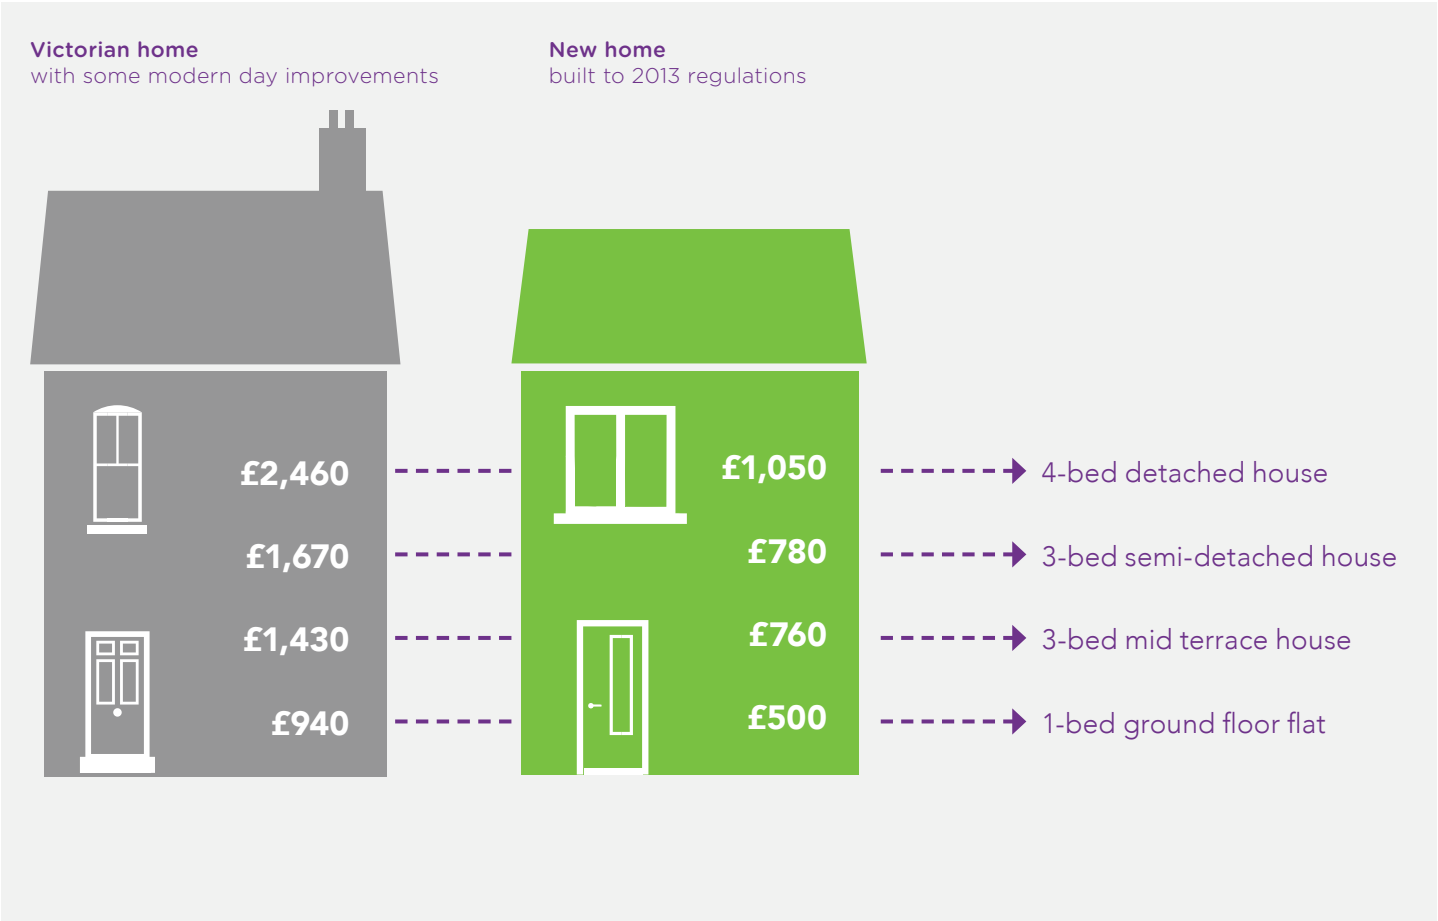 Victorian home
with some modern day improvements
New home
built to 2013 regulations
£2,460
£1,050
4-bed detached house
£1,670
£780
3-bed semi-detached house
£1,430
£760
3-bed mid terrace house
£940
£500
1-bed ground floor flat